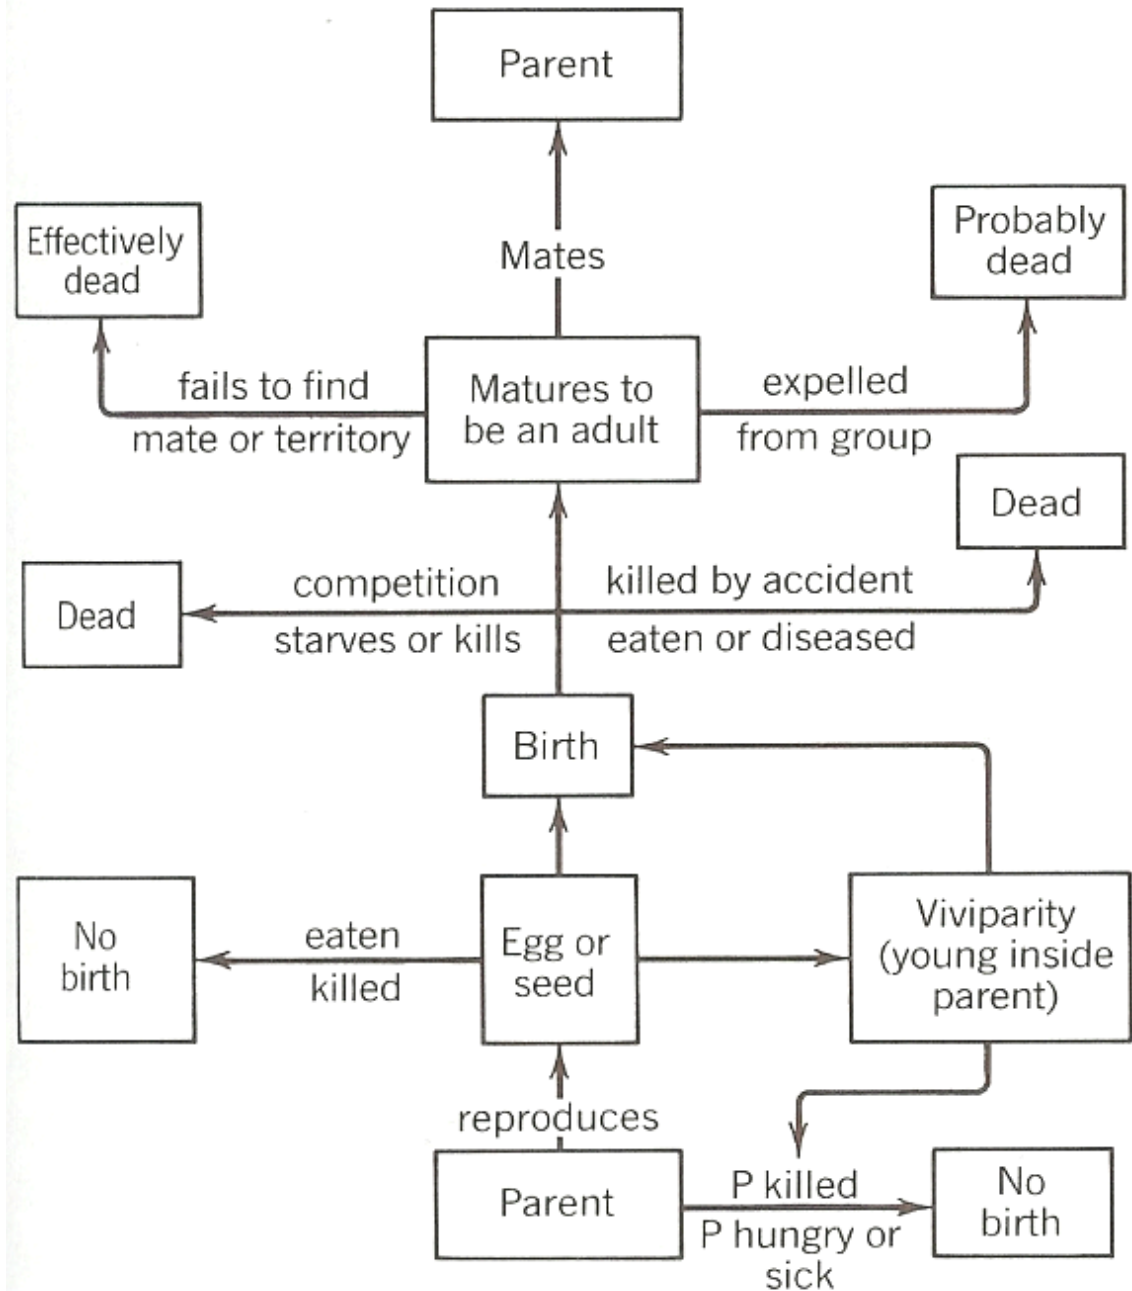 Parent
Mates
Effectively
dead
Probably
dead
fails to find
mate or territory
Matures to
be an adult
expelled
from group
Dead
competition
starves or kills
killed by accident
eaten or diseased
Dead
Birth
No
birth
eaten
killed
Egg or
seed
Viviparity
(young inside
parent)
reproduces
Parent
P killed
P hungry or
sick
No
birth